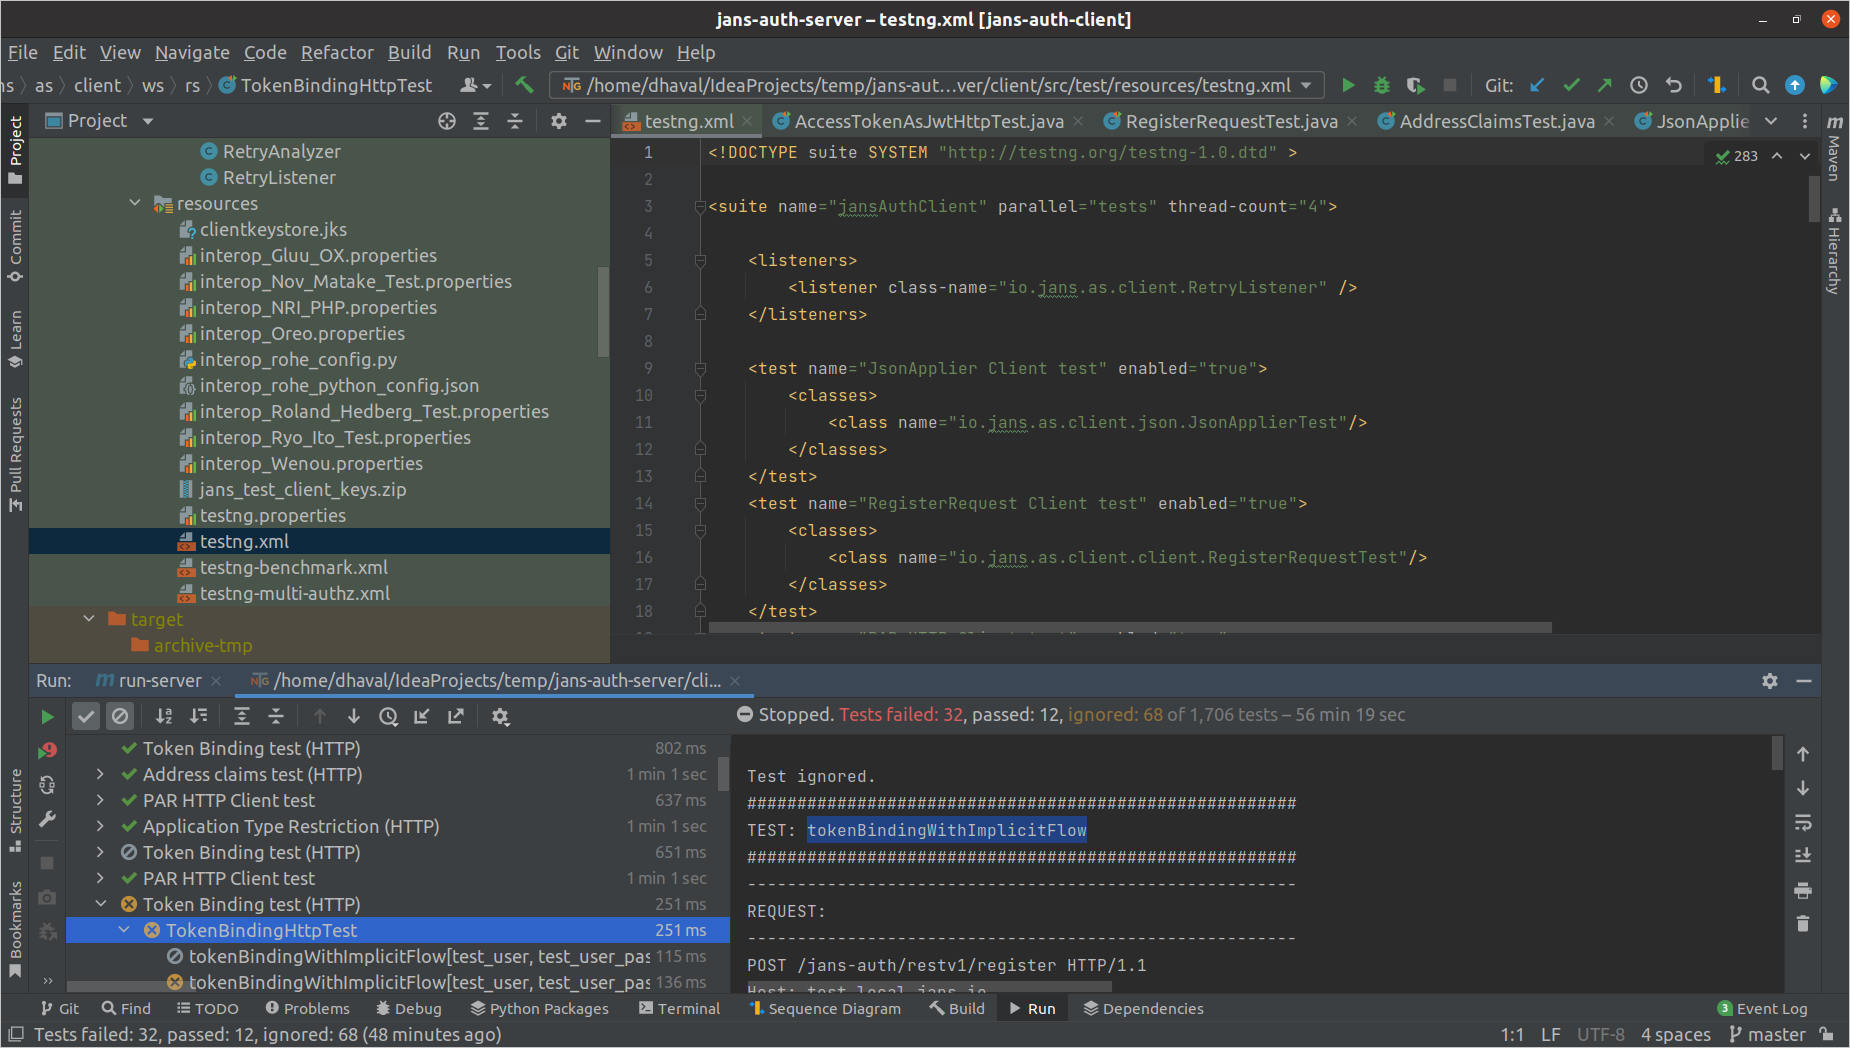 jans-auth-server – testng.xml [jans-auth-client]
File Edit View Navigate Code Refactor Build Run Tools Git Window Help
ns as client ws rs TokenBindingHttpTest /home/dhaval/IdeaProjects/temp/jans-aut...ver/client/src/test/resources/testng.xml Git:
Project
testng.xml AccessTokenAsJwtHttpTest.java RegisterRequestTest.java AddressClaimsTest.java JsonApplie
Project
Commit
Learn
Pull Requests
Structure
Bookmarks
Maven
Hierarchy
RetryAnalyzer
RetryListener
resources
clientkeystore.jks
interop_Gluu_OX.properties
interop_Nov_Matake_Test.properties
interop_NRI_PHP.properties
interop_Oreo.properties
interop_rohe_config.py
interop_rohe_python_config.json
interop_Roland_Hedberg_Test.properties
interop_Ryo_Ito_Test.properties
interop_Wenou.properties
jans_test_client_keys.zip
testng.properties
testng.xml
testng-benchmark.xml
testng-multi-authz.xml
target
archive-tmp
283
1 <!DOCTYPE suite SYSTEM "http://testng.org/testng-1.0.dtd" >
2
3 <suite name="jansAuthClient" parallel="tests" thread-count="4">
4
5 <listeners>
6 <listener class-name="io.jans.as.client.RetryListener" />
7 </listeners>
8
9 <test name="JsonApplier Client test" enabled="true">
10 <classes>
11 <class name="io.jans.as.client.json.JsonApplierTest"/>
12 </classes>
13 </test>
14 <test name="RegisterRequest Client test" enabled="true">
15 <classes>
16 <class name="io.jans.as.client.client.RegisterRequestTest"/>
17 </classes>
18 </test>
Run: run-server /home/dhaval/IdeaProjects/temp/jans-auth-server/cli...
Stopped. Tests failed: 32, passed: 12, ignored: 68 of 1,706 tests – 56 min 19 sec
Token Binding test (HTTP) 802 ms
Address claims test (HTTP) 1 min 1 sec
PAR HTTP Client test 637 ms
Application Type Restriction (HTTP)
Token Binding test (HTTP) 651 ms
PAR HTTP Client test 1 min 1 sec
Token Binding test (HTTP) 251 ms
TokenBindingHttpTest 251 ms
tokenBindingWithImplicitFlow[test_user, test_user_pas 115 ms
tokenBindingWithImplicitFlow[test_user, test_user_pas 136 ms
Test ignored.
#######################################################
TEST: tokenBindingWithImplicitFlow
#######################################################
-------------------------------------------------------
REQUEST:
-------------------------------------------------------
POST /jans-auth/restv1/register HTTP/1.1
Host: test.local.jans.io
Git Find TODO Problems Debug Python Packages Terminal Sequence Diagram Build Run Dependencies 3 Event Log
Tests failed: 32, passed: 12, ignored: 68 (48 minutes ago) 1:1 LF UTF-8 4 spaces master